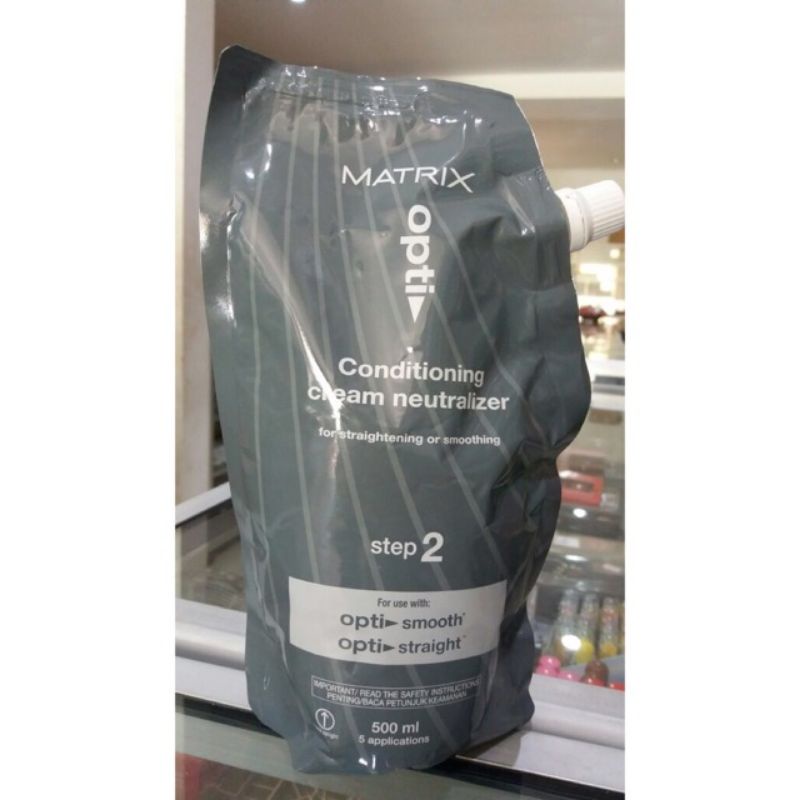 MATRIX
opti
Conditioning
cream neutralizer
for straightening or smoothing
step 2
For use with:
opti smooth
opti straight™
IMPORTANT/ READ THE SAFETY INSTRUCTIONS
PENTING/BACA PETUNJUK KEAMANAN
500 ml
5 applications